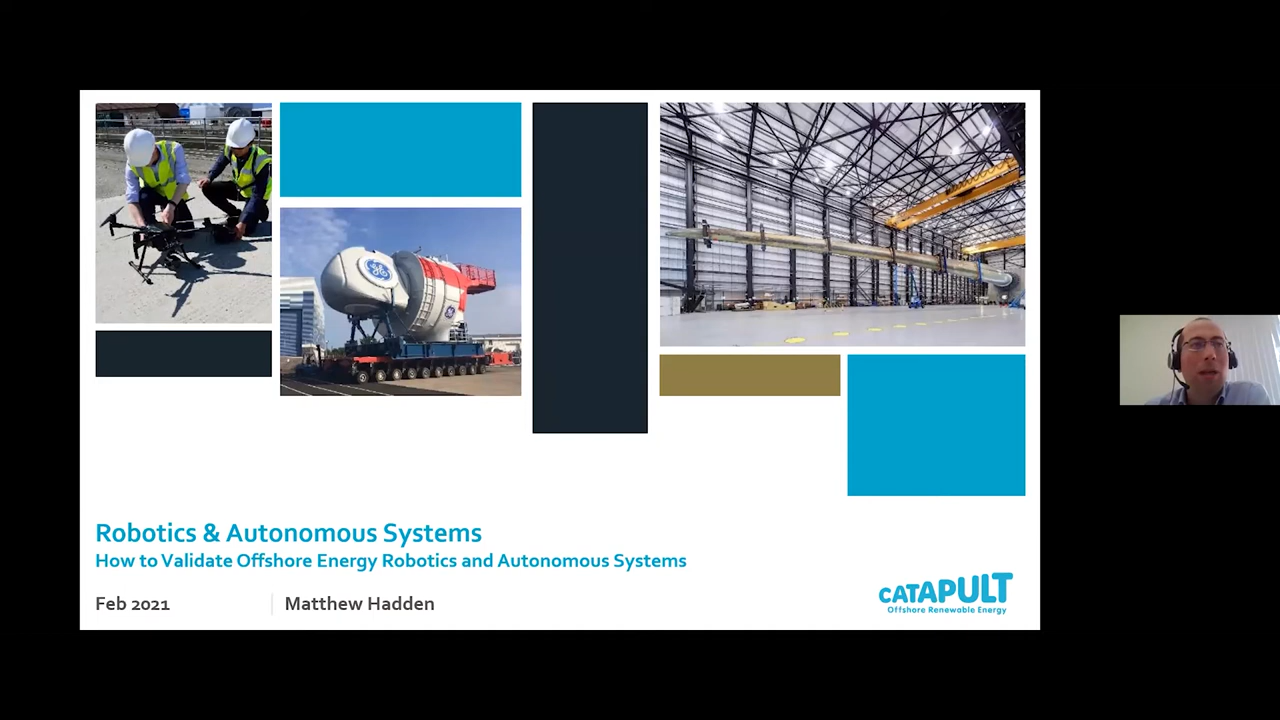 Robotics & Autonomous Systems
How to Validate Offshore Energy Robotics and Autonomous Systems
Feb 2021
Matthew Hadden
CATAPULT
Offshore Renewable Energy